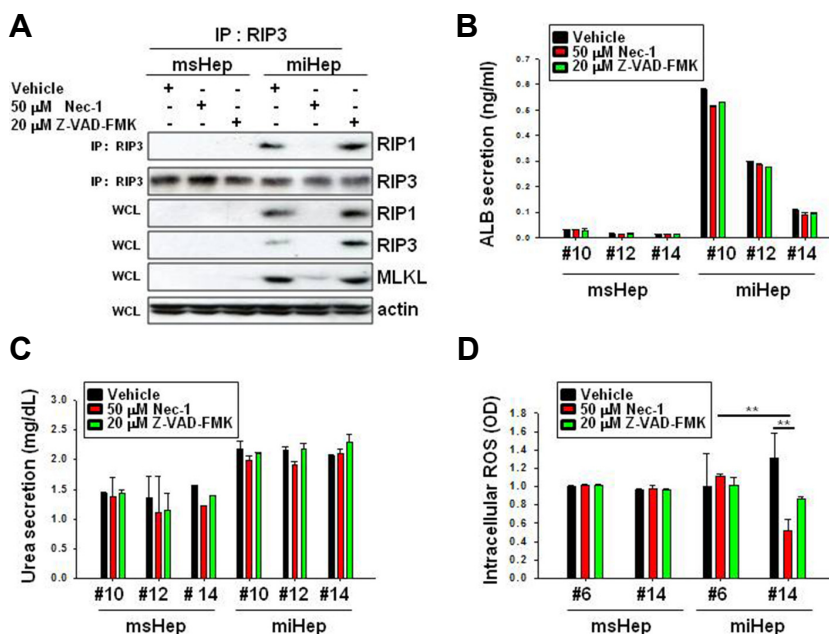 A
IP : RIP3
msHep miHep
Vehicle + - - + - -
50 μM Nec-1 - + - - + -
20 μM Z-VAD-FMK - - + - - +
IP: RIP3 RIP1
IP: RIP3 RIP3
WCL RIP1
WCL RIP3
WCL MLKL
WCL actin
B
Vehicle
50 μM Nec-1
20 μM Z-VAD-FMK
ALB secretion (ng/ml)
0.7
0.6
0.5
0.4
0.3
0.2
0.1
0.0
#10 #12 #14 #10 #12 #14
msHep miHep
C
Vehicle
50 μM Nec-1
20 μM Z-VAD-FMK
Urea secretion (mg/dL)
3.0
2.5
2.0
1.5
1.0
0.5
0.0
#10 #12 # 14 #10 #12 #14
msHep miHep
D
Vehicle
50 μM Nec-1
20 μM Z-VAD-FMK
**
**
Intracellular ROS (OD)
1.8
1.6
1.4
1.2
1.0
0.8
0.6
0.4
0.2
0.0
#6 #14 #6 #14
msHep miHep